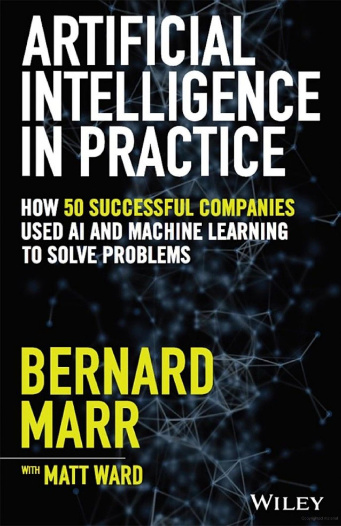 ARTIFICIAL
INTELLIGENCE
IN PRACTICE
HOW 50 SUCCESSFUL COMPANIES
USED AI AND MACHINE LEARNING
TO SOLVE PROBLEMS
BERNARD
MARR
WITH MATT WARD
WILEY